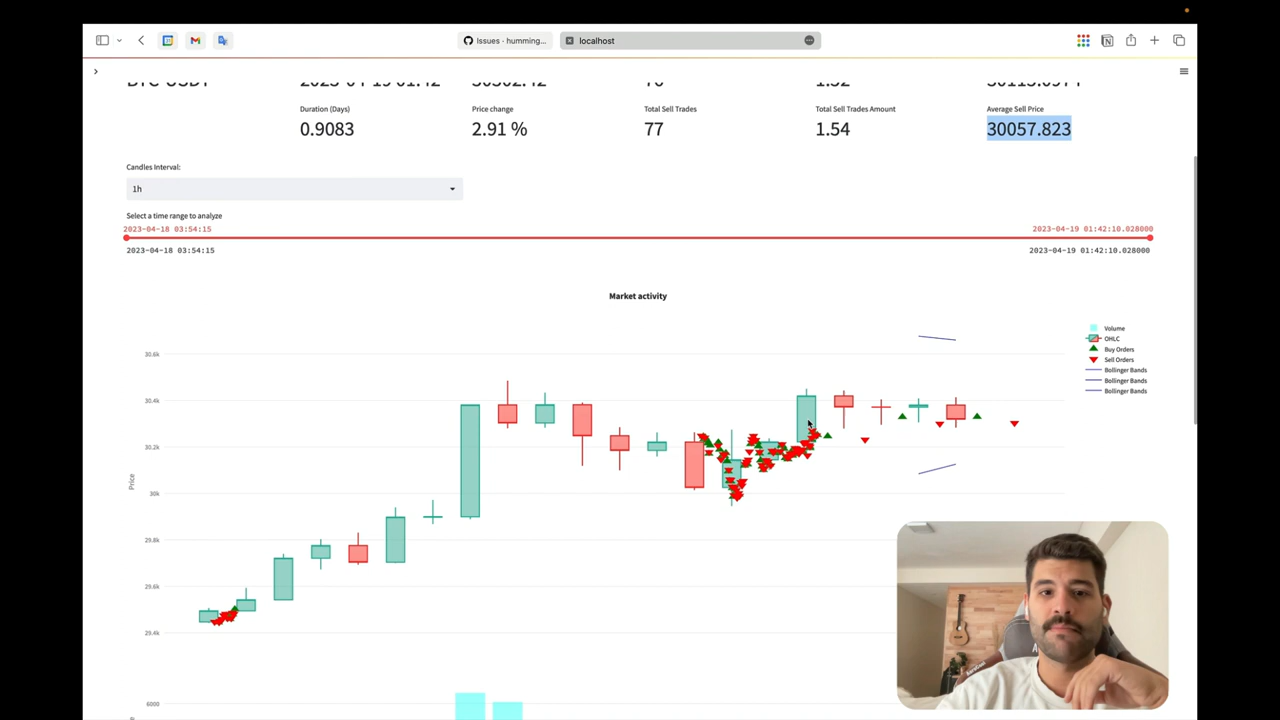 Issues · humming...
localhost
Duration (Days)
Price change
Total Sell Trades
Total Sell Trades Amount
Average Sell Price
0.9083
2.91 %
77
1.54
30057.823
Candles Interval:
1h
Select a time range to analyze
2023-04-18 03:54:15
2023-04-19 01:42:10.028000
2023-04-18 03:54:15
2023-04-19 01:42:10.028000
Market activity
Volume
OHLC
Buy Orders
Sell Orders
Bollinger Bands
Bollinger Bands
Bollinger Bands
30.6k
30.4k
30.2k
30k
29.8k
29.6k
29.4k
Price
6000